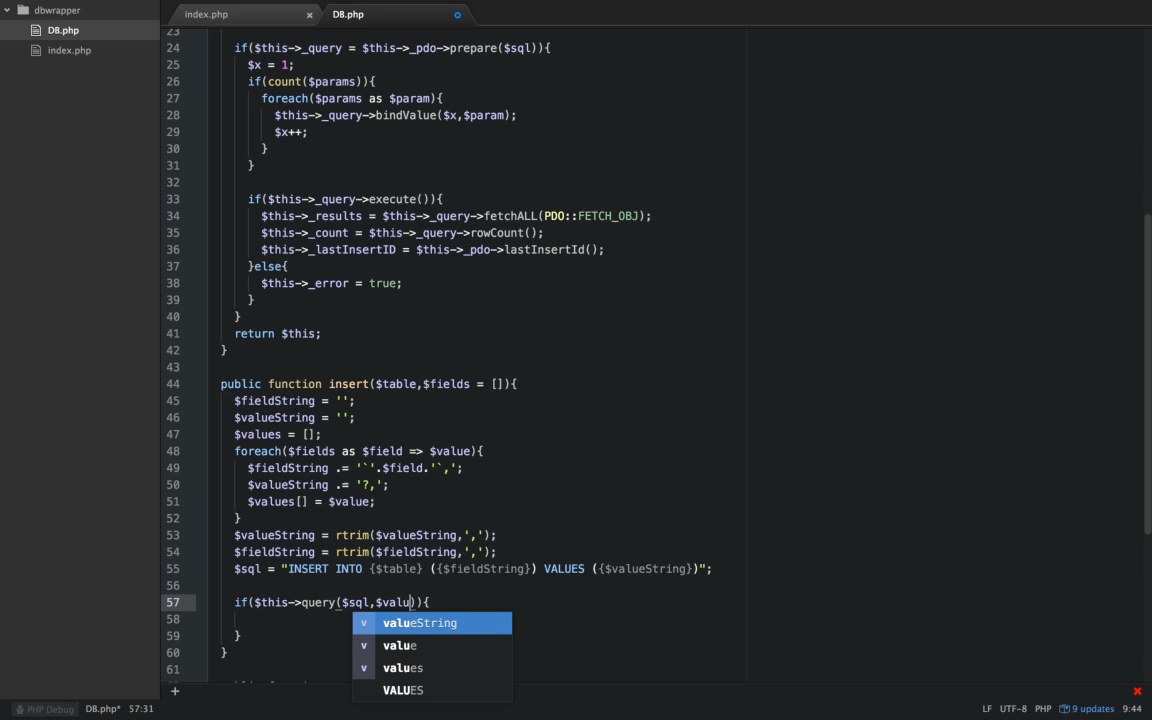 dbwrapper
DB.php
index.php
index.php x
DB.php
23
24 if($this->_query = $this->_pdo->prepare($sql)){
25 $x = 1;
26 if(count($params)){
27 foreach($params as $param){
28 $this->_query->bindValue($x,$param);
29 $x++;
30 }
31 }
32
33 if($this->_query->execute()){
34 $this->_results = $this->_query->fetchALL(PDO::FETCH_OBJ);
35 $this->_count = $this->_query->rowCount();
36 $this->_lastInsertID = $this->_pdo->lastInsertId();
37 }else{
38 $this->_error = true;
39 }
40 }
41 return $this;
42 }
43
44 public function insert($table,$fields = []){
45 $fieldString = '';
46 $valueString = '';
47 $values = [];
48 foreach($fields as $field => $value){
49 $fieldString .= '`'.$field.'`,';
50 $valueString .= '?,';
51 $values[] = $value;
52 }
53 $valueString = rtrim($valueString,',');
54 $fieldString = rtrim($fieldString,',');
55 $sql = "INSERT INTO {$table} ({$fieldString}) VALUES ({$valueString})";
56
57 if($this->query($sql,$valu)){
58
59 }
60 }
61
v valueString
v value
v values
VALUES
+ x
PHP Debug DB.php* 57:31 LF UTF-8 PHP 9 updates 9:44